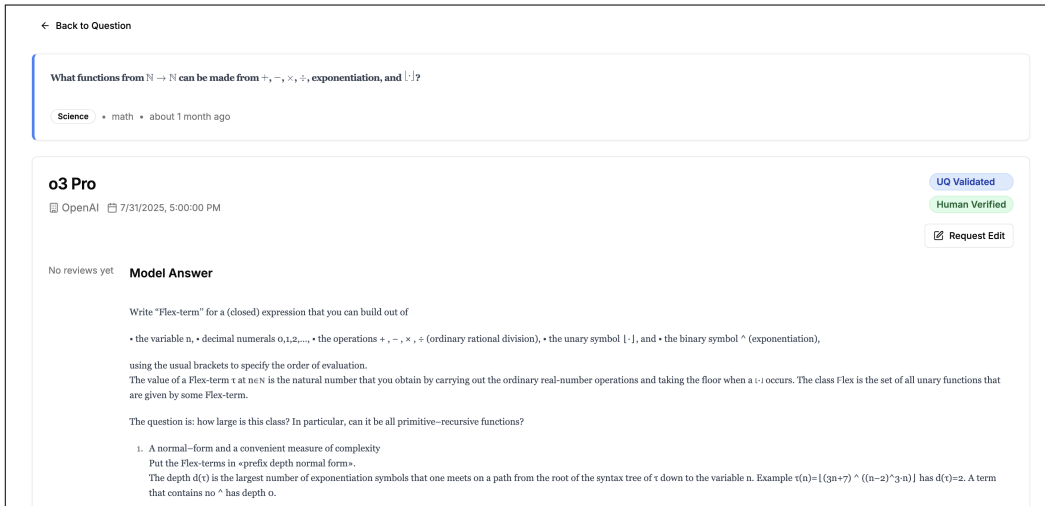 ← Back to Question
What functions from ℕ → ℕ can be made from +, −, ×, ÷, exponentiation, and ⌊·⌋?
Science • math • about 1 month ago
o3 Pro
UQ Validated
OpenAI 7/31/2025, 5:00:00 PM
Human Verified
Request Edit
No reviews yet
Model Answer
Write “Flex-term” for a (closed) expression that you can build out of
• the variable n, • decimal numerals 0,1,2,…, • the operations + , − , × , ÷ (ordinary rational division), • the unary symbol ⌊·⌋, and • the binary symbol ^ (exponentiation),
using the usual brackets to specify the order of evaluation.
The value of a Flex-term τ at n∈ℕ is the natural number that you obtain by carrying out the ordinary real-number operations and taking the floor when a ⌊·⌋ occurs. The class Flex is the set of all unary functions that
are given by some Flex-term.
The question is: how large is this class? In particular, can it be all primitive–recursive functions?
1. A normal–form and a convenient measure of complexity
Put the Flex-terms in «prefix depth normal form».
The depth d(τ) is the largest number of exponentiation symbols that one meets on a path from the root of the syntax tree of τ down to the variable n. Example τ(n)=⌊(3n+7) ^ ((n−2)^3·n)⌋ has d(τ)=2. A term
that contains no ^ has depth 0.